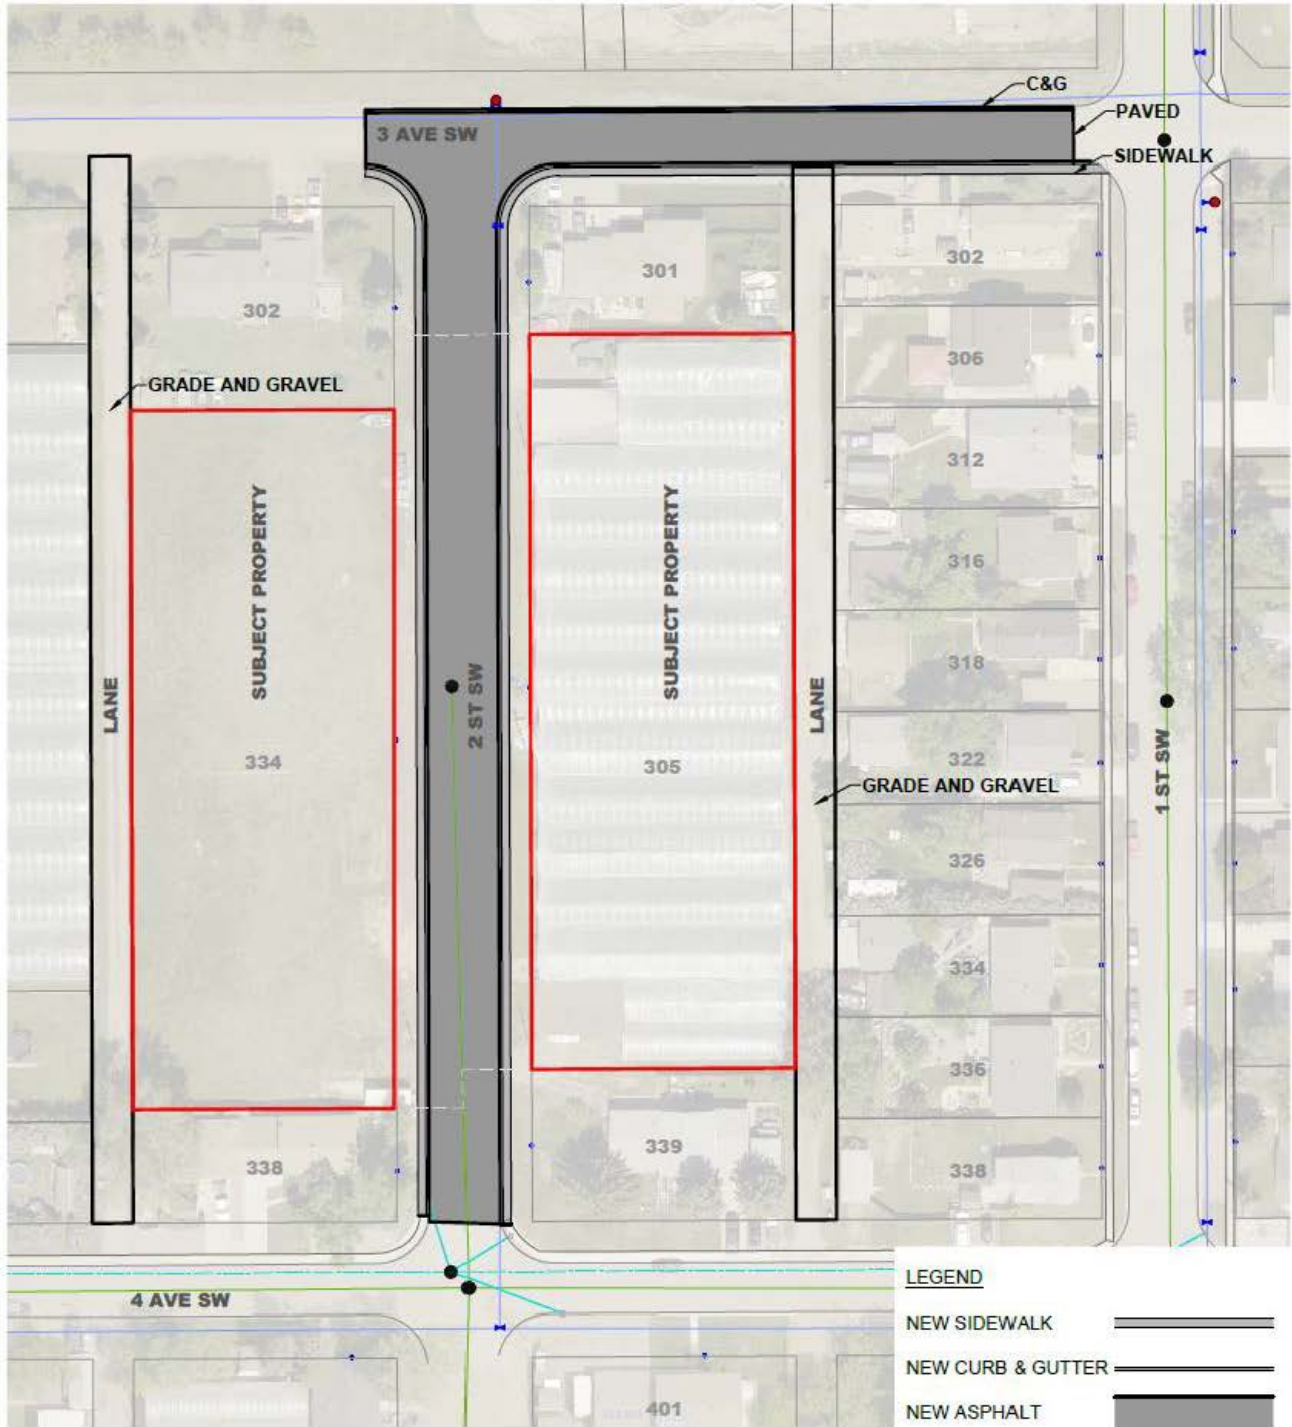 C&G
PAVED
3 AVE SW
SIDEWALK
302
301
302
306
GRADE AND GRAVEL
312
SUBJECT PROPERTY
SUBJECT PROPERTY
316
318
LANE
2 ST SW
LANE
1 ST SW
334
305
322
GRADE AND GRAVEL
326
334
336
338
339
338
4 AVE SW
401
LEGEND
NEW SIDEWALK
NEW CURB & GUTTER
NEW ASPHALT